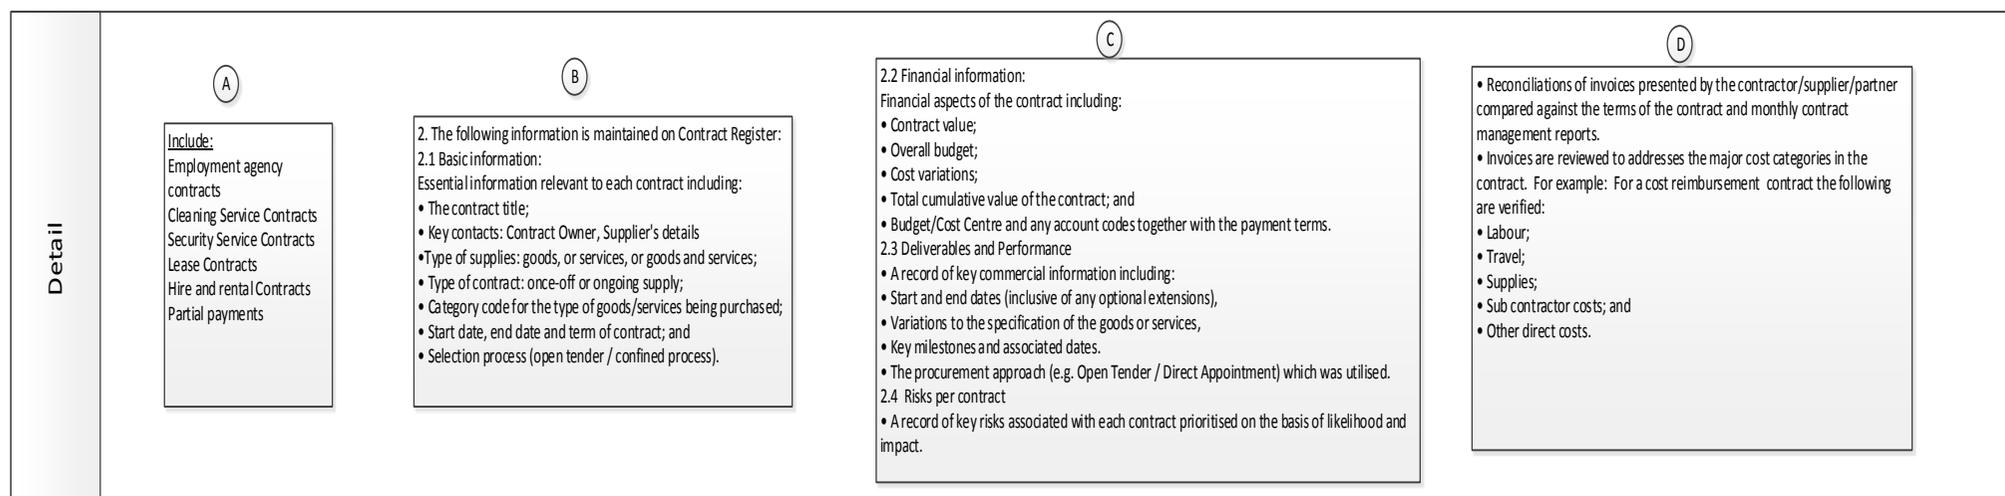 Detail
A
Include:
Employment agency
contracts
Cleaning Service Contracts
Security Service Contracts
Lease Contracts
Hire and rental Contracts
Partial payments
B
2. The following information is maintained on Contract Register:
2.1 Basic information:
Essential information relevant to each contract including:
• The contract title;
• Key contacts: Contract Owner, Supplier's details
•Type of supplies: goods, or services, or goods and services;
• Type of contract: once-off or ongoing supply;
• Category code for the type of goods/services being purchased;
• Start date, end date and term of contract; and
• Selection process (open tender / confined process).
C
2.2 Financial information:
Financial aspects of the contract including:
• Contract value;
• Overall budget;
• Cost variations;
• Total cumulative value of the contract; and
• Budget/Cost Centre and any account codes together with the payment terms.
2.3 Deliverables and Performance
• A record of key commercial information including:
• Start and end dates (inclusive of any optional extensions),
• Variations to the specification of the goods or services,
• Key milestones and associated dates.
• The procurement approach (e.g. Open Tender / Direct Appointment) which was utilised.
2.4 Risks per contract
• A record of key risks associated with each contract prioritised on the basis of likelihood and
impact.
D
• Reconciliations of invoices presented by the contractor/supplier/partner
compared against the terms of the contract and monthly contract
management reports.
• Invoices are reviewed to addresses the major cost categories in the
contract. For example: For a cost reimbursement contract the following
are verified:
• Labour;
• Travel;
• Supplies;
• Sub contractor costs; and
• Other direct costs.